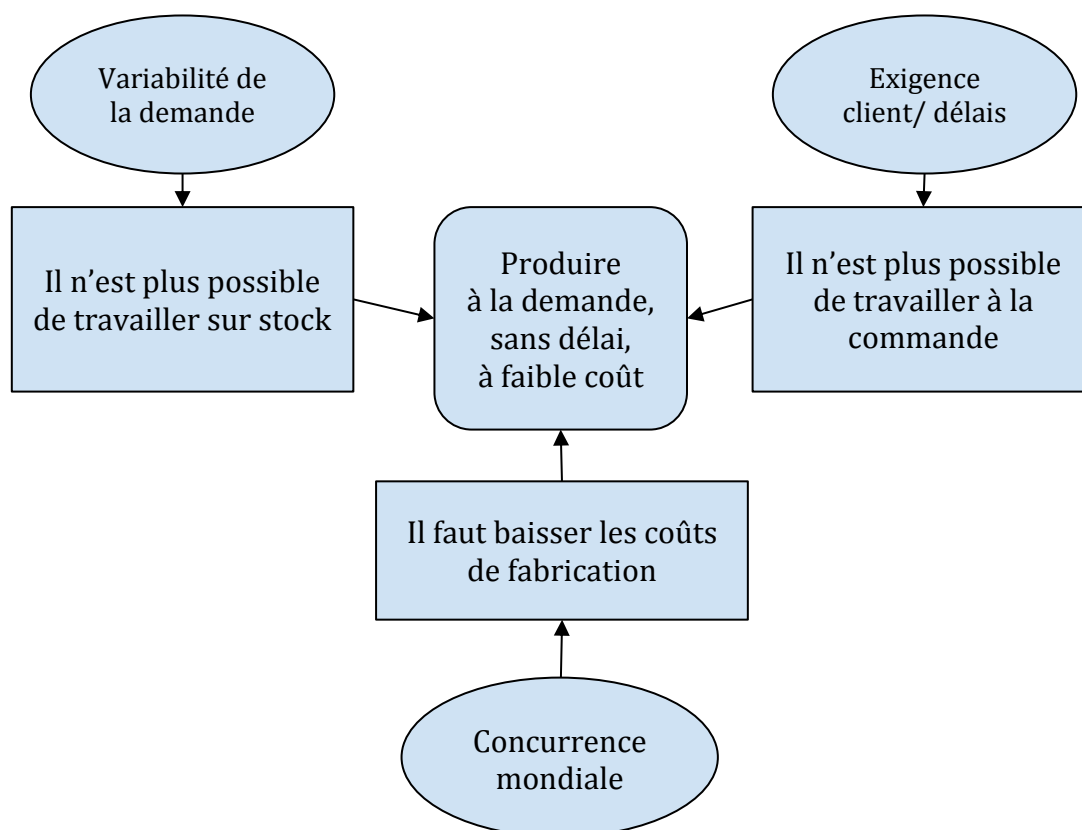 Variabilité de
la demande
Exigence
client/ délais
Il n’est plus possible
de travailler sur stock
Produire
à la demande,
sans délai,
à faible coût
Il n’est plus possible
de travailler à la
commande
Il faut baisser les coûts
de fabrication
Concurrence
mondiale